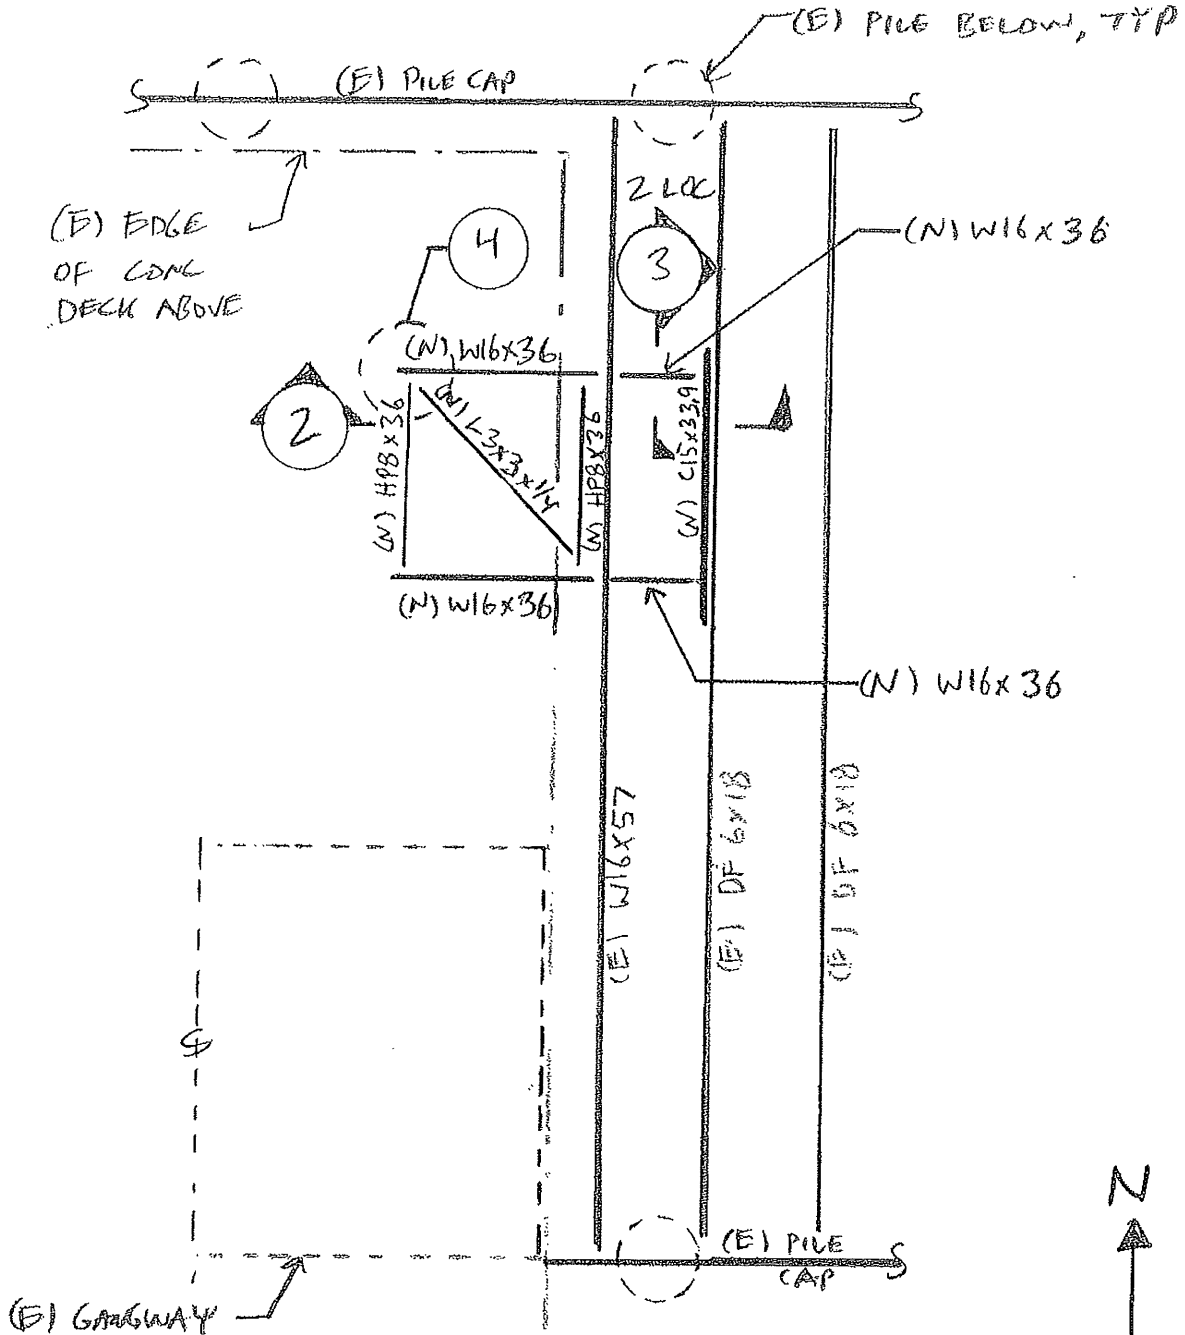 (E) PILE BELOW, TYP
(E) PILE CAP
(E) EDGE
OF CONC
DECK ABOVE
4
2 LOC
3
(N) W16x36
(N) W16x36
2
(N) HP8x36
(N) L3x3x1/4
(N) HP8x36
(N) C15x33.9
(N) W16x36
(N) W16x36
(E) W16x57
(E) DF 6x18
(E) DF 6x18
N
(E) PILE
CAP
(E) GANGWAY